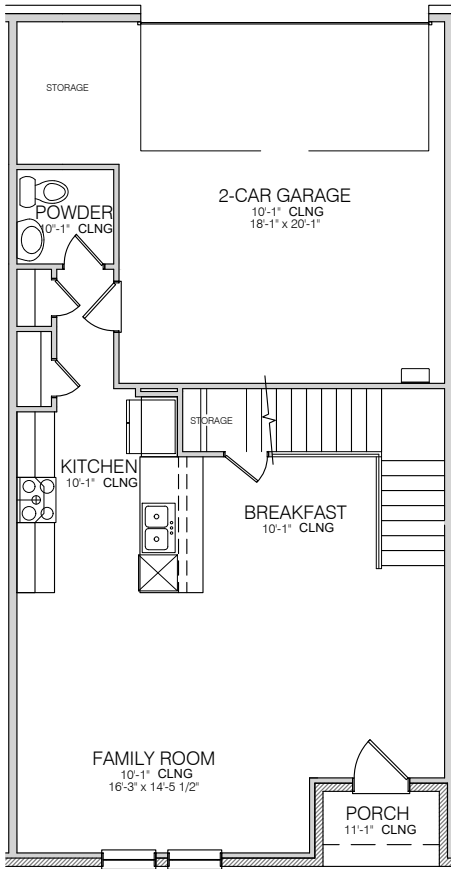 STORAGE
2-CAR GARAGE
10'-1" CLNG
18'-1" x 20'-1"
POWDER
10"-1" CLNG
STORAGE
KITCHEN
10'-1" CLNG
BREAKFAST
10'-1" CLNG
FAMILY ROOM
10'-1" CLNG
16'-3" x 14'-5 1/2"
PORCH
11'-1" CLNG